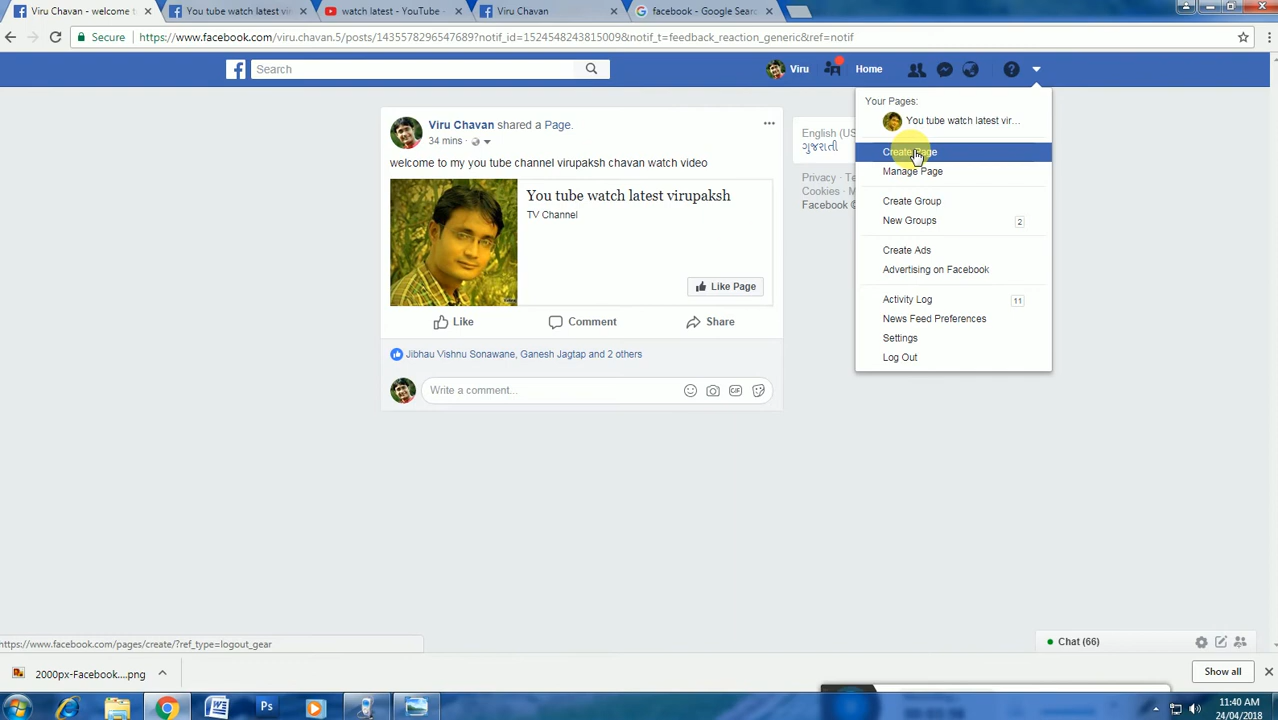 Viru Chavan - welcome t
You tube watch latest vir
watch latest - YouTube -
Viru Chavan
facebook - Google Sear
Secure
https://www.facebook.com/viru.chavan.5/posts/1435578296547689?notif_id=1524548243815009&notif_t=feedback_reaction_generic&ref=notif
Search
Viru
Home
Your Pages:
You tube watch latest vir...
Create Page
Manage Page
Create Group
New Groups
2
Create Ads
Advertising on Facebook
Activity Log
11
News Feed Preferences
Settings
Log Out
Viru Chavan shared a Page.
34 mins
welcome to my you tube channel virupaksh chavan watch video
You tube watch latest virupaksh
TV Channel
Like Page
Like
Comment
Share
Jibhau Vishnu Sonawane, Ganesh Jagtap and 2 others
Write a comment...
GIF
English (US
ગુજરાતી
Privacy · Te
Cookies · M
Facebook ©
https://www.facebook.com/pages/create/?ref_type=logout_gear
Chat (66)
2000px-Facebook....png
Show all
Ps
11:40 AM
24/04/2018